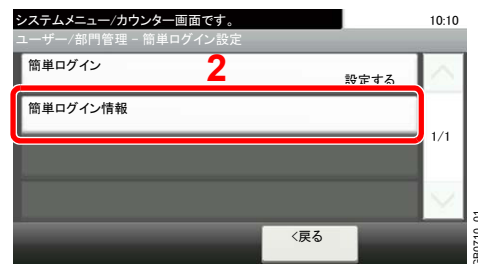 システムメニュー/カウンター画面です。 10:10
ユーザー/部門管理 - 簡単ログイン設定
簡単ログイン
2
設定する
簡単ログイン情報
1/1
<戻る
GB0719_01